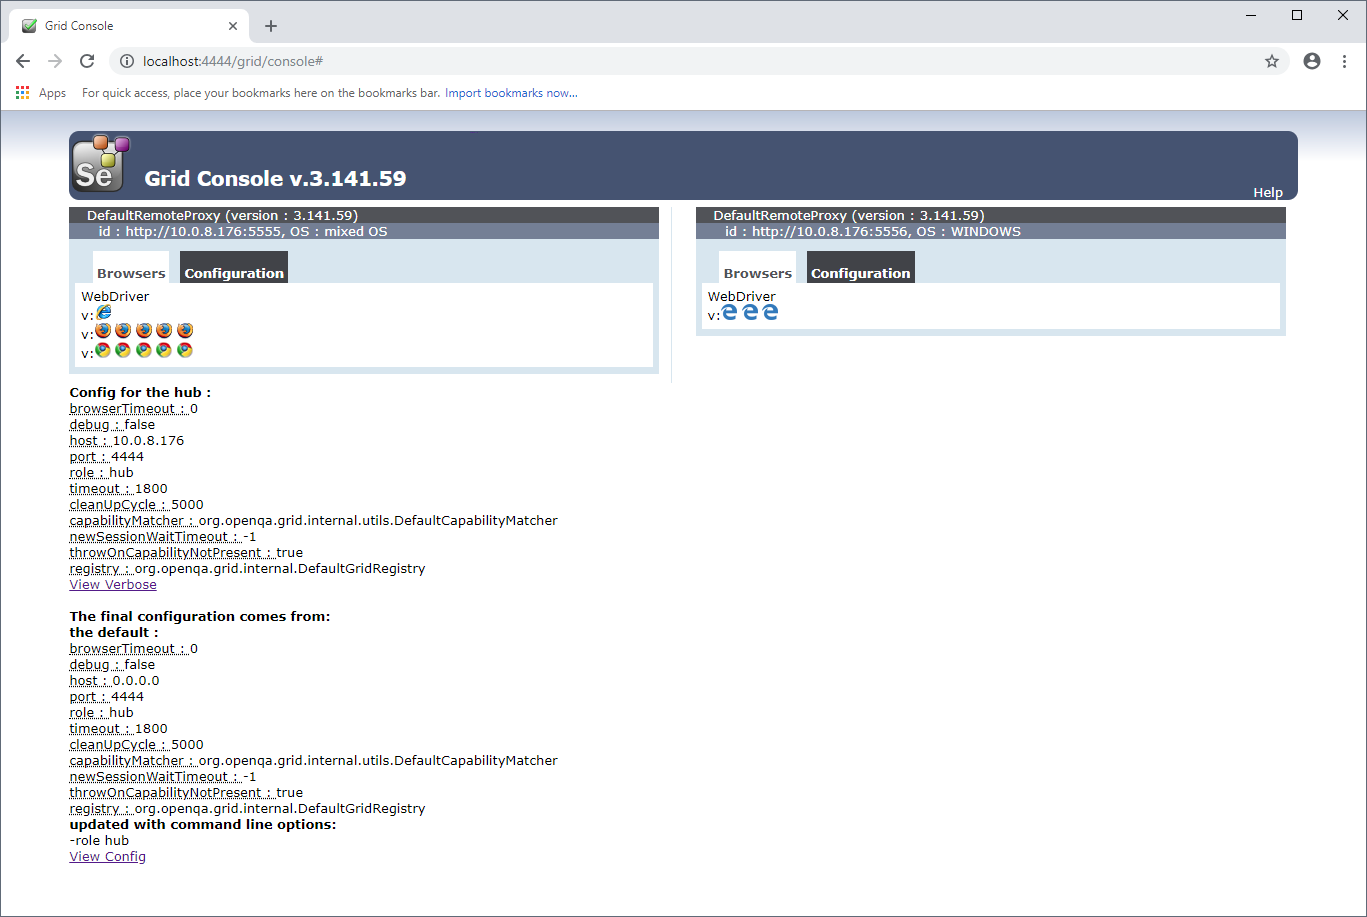 Grid Console
localhost:4444/grid/console#
Apps For quick access, place your bookmarks here on the bookmarks bar. Import bookmarks now...
Se
Grid Console v.3.141.59
Help
DefaultRemoteProxy (version : 3.141.59)
id : http://10.0.8.176:5555, OS : mixed OS
Browsers Configuration
WebDriver
v:
v:
v:
DefaultRemoteProxy (version : 3.141.59)
id : http://10.0.8.176:5556, OS : WINDOWS
Browsers Configuration
WebDriver
v:
Config for the hub :
browserTimeout : 0
debug : false
host : 10.0.8.176
port : 4444
role : hub
timeout : 1800
cleanUpCycle : 5000
capabilityMatcher : org.openqa.grid.internal.utils.DefaultCapabilityMatcher
newSessionWaitTimeout : -1
throwOnCapabilityNotPresent : true
registry : org.openqa.grid.internal.DefaultGridRegistry
View Verbose
The final configuration comes from:
the default :
browserTimeout : 0
debug : false
host : 0.0.0.0
port : 4444
role : hub
timeout : 1800
cleanUpCycle : 5000
capabilityMatcher : org.openqa.grid.internal.utils.DefaultCapabilityMatcher
newSessionWaitTimeout : -1
throwOnCapabilityNotPresent : true
registry : org.openqa.grid.internal.DefaultGridRegistry
updated with command line options:
-role hub
View Config